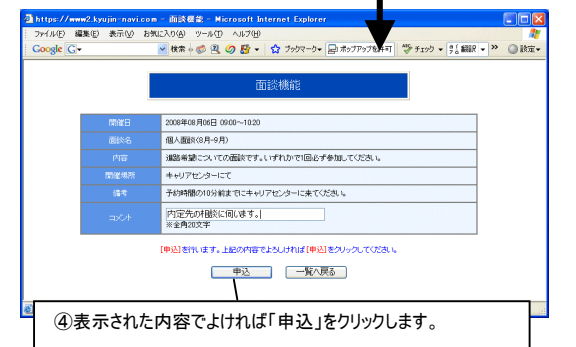 https://www2.kyujin-navi.com - 面談機能 - Microsoft Internet Explorer
ファイル(F) 編集(E) 表示(V) お気に入り(A) ツール(T) ヘルプ(H)
Google G 検索 ブックマーク ポップアップを許可 チェック 翻訳 » 設定
面談機能
開催日 2008年08月06日 09:00～10:20
面談名 個人面談(8月-9月)
内容 進路希望についての面談です。いずれかで1回必ず参加してください。
開催場所 キャリアセンターにて
備考 予約時間の10分前までにキャリアセンターに来てください。
コメント 内定先の相談に伺います。
※全角20文字
[申込]を行います。上記の内容でよろしければ[申込]をクリックしてください。
申込 一覧へ戻る
④表示された内容でよければ「申込」をクリックします。